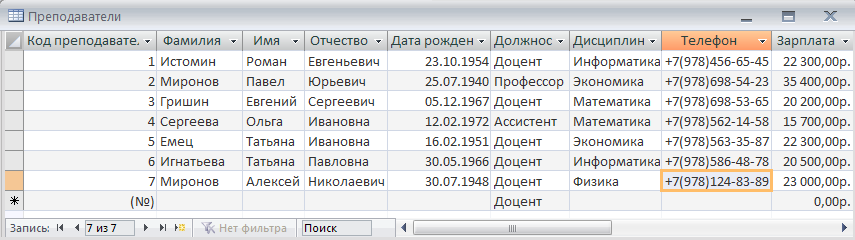 Преподаватели
Код преподавате. Фамилия Имя Отчество Дата рожден Должнос Дисциплин Телефон Зарплата
1 Истомин Роман Евгеньевич 23.10.1954 Доцент Информатика +7(978)456-65-45 22 300,00р.
2 Миронов Павел Юрьевич 25.07.1940 Профессор Экономика +7(978)698-54-23 35 400,00р.
3 Гришин Евгений Сергеевич 05.12.1967 Доцент Математика +7(978)698-53-65 20 200,00р.
4 Сергеева Ольга Ивановна 12.02.1972 Ассистент Математика +7(978)562-14-58 15 700,00р.
5 Емец Татьяна Ивановна 16.02.1951 Доцент Экономика +7(978)563-35-87 22 300,00р.
6 Игнатьева Татьяна Павловна 30.05.1966 Доцент Информатика +7(978)586-48-78 20 500,00р.
7 Миронов Алексей Николаевич 30.07.1948 Доцент Физика +7(978)124-83-89 23 000,00р.
(№) Доцент 0,00р.
Запись: 7 из 7 Нет фильтра Поиск